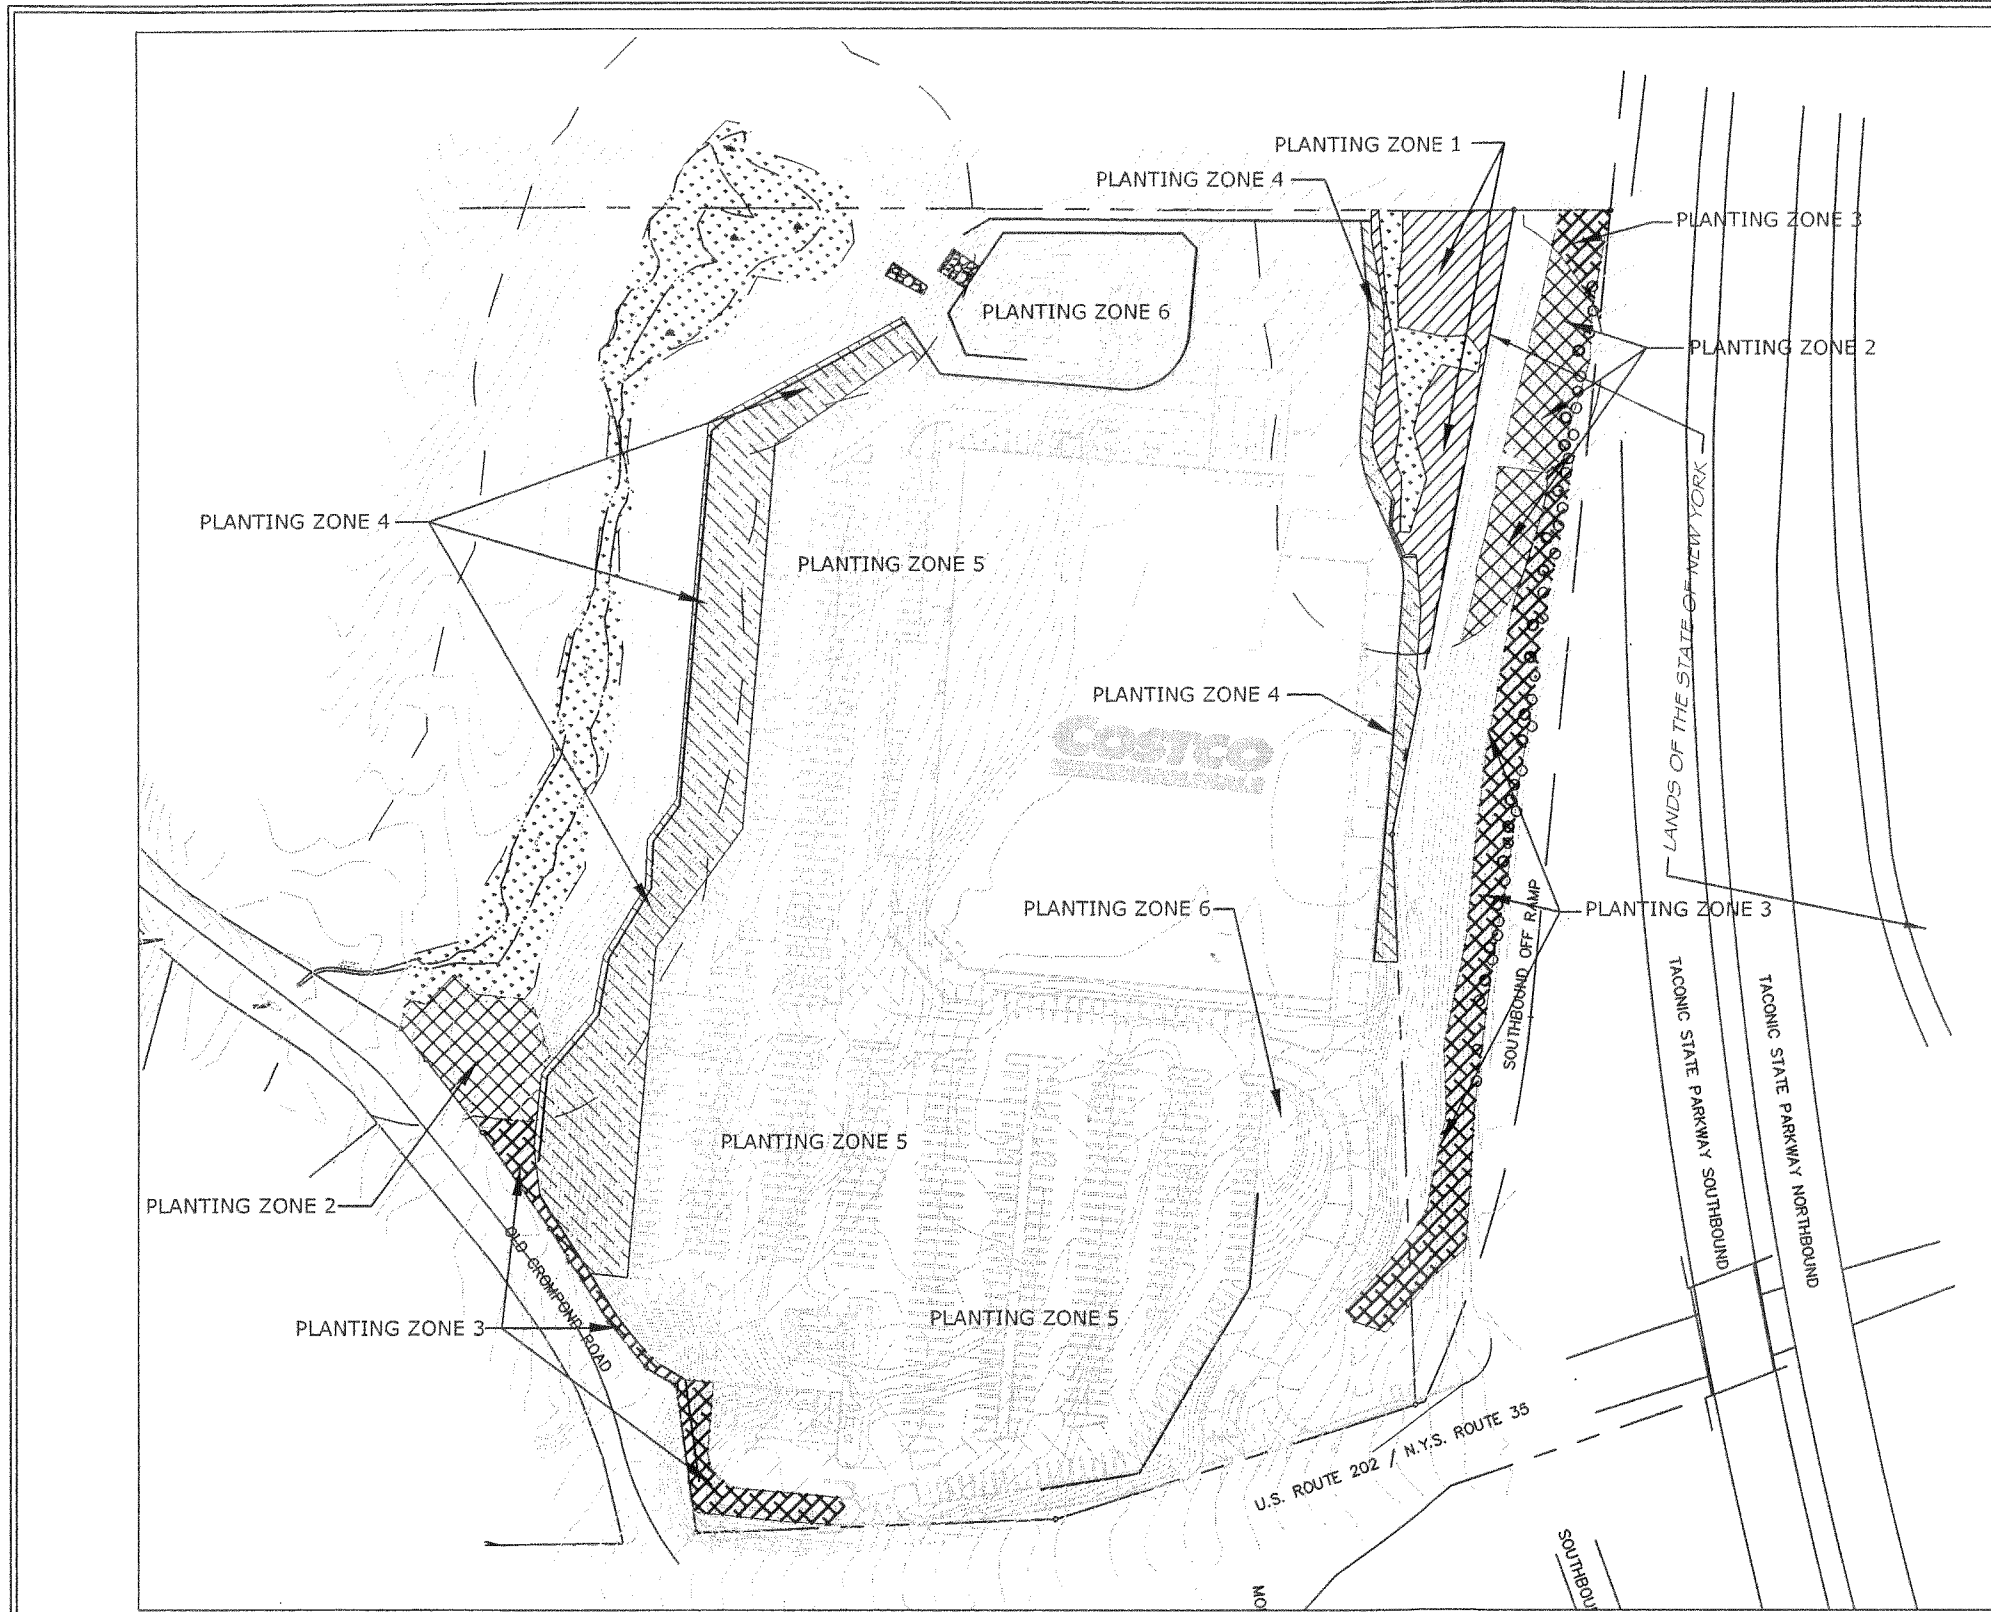 PLANTING ZONE 1
PLANTING ZONE 4
PLANTING ZONE 3
PLANTING ZONE 6
PLANTING ZONE 2
PLANTING ZONE 4
PLANTING ZONE 5
LANDS OF THE STATE OF NEW YORK
PLANTING ZONE 4
COSTCO
PLANTING ZONE 6
PLANTING ZONE 3
SOUTHBOUND OFF RAMP
TACONIC STATE PARKWAY SOUTHBOUND
TACONIC STATE PARKWAY NORTHBOUND
PLANTING ZONE 5
PLANTING ZONE 2
OLD CROMPOND ROAD
PLANTING ZONE 3
PLANTING ZONE 5
U.S. ROUTE 202 / N.Y.S. ROUTE 35
SOUTHBOU
MO